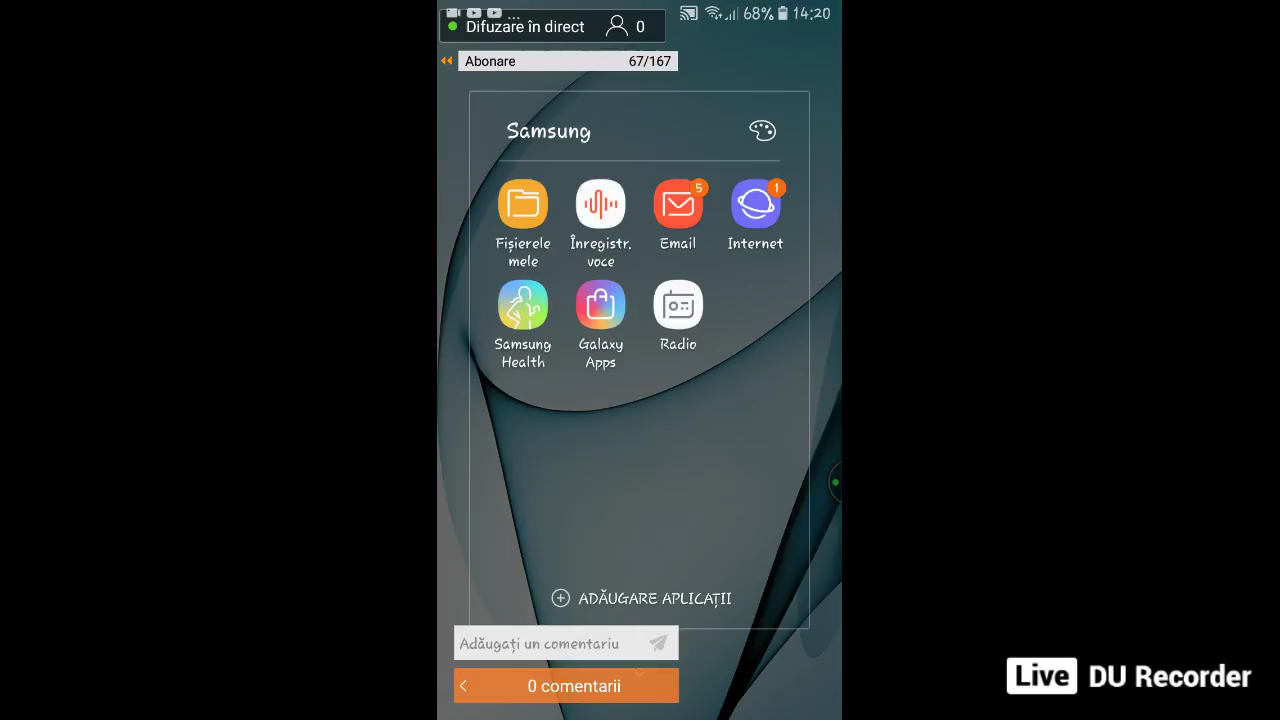 68% 14:20
Difuzare în direct 0
Abonare 67/167
Samsung
5 1
Fișierele mele
Înregistr. voce
Email
Internet
Samsung Health
Galaxy Apps
Radio
ADĂUGARE APLICAȚII
Adăugați un comentariu
0 comentarii
Live DU Recorder